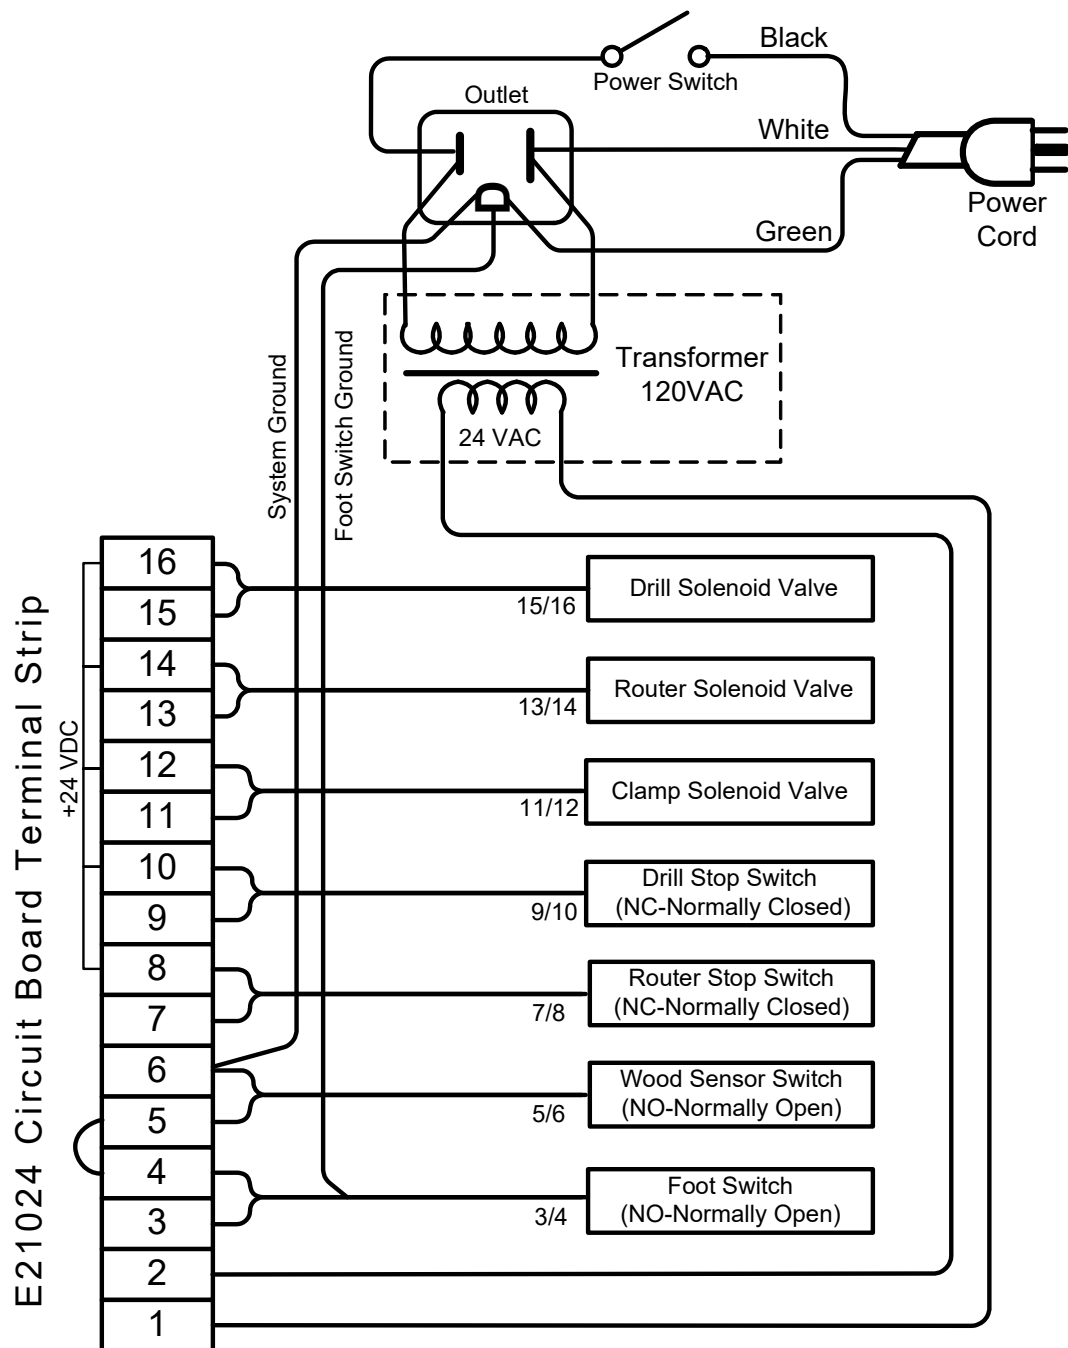 Black
Power Switch
Outlet
White
Power
Cord
Green
Transformer
120VAC
24 VAC
System Ground
Foot Switch Ground
E21024 Circuit Board Terminal Strip
+24 VDC
16
15
15/16
Drill Solenoid Valve
14
13
13/14
Router Solenoid Valve
12
11
11/12
Clamp Solenoid Valve
10
9
9/10
Drill Stop Switch
(NC-Normally Closed)
8
7
7/8
Router Stop Switch
(NC-Normally Closed)
6
5
5/6
Wood Sensor Switch
(NO-Normally Open)
4
3
3/4
Foot Switch
(NO-Normally Open)
2
1